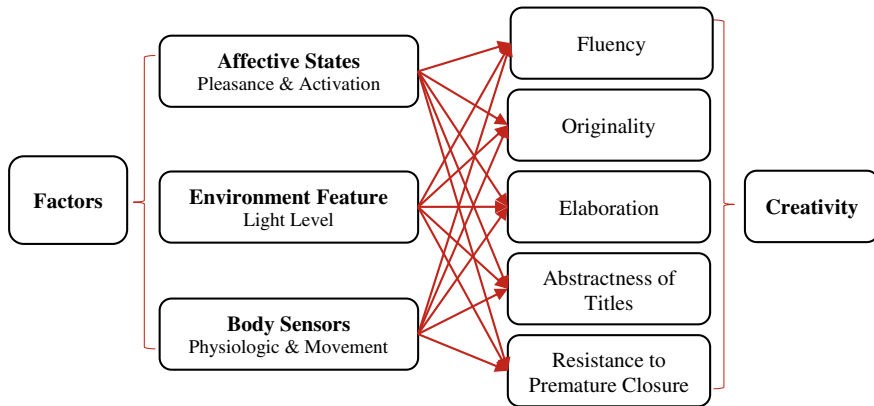 Factors
Affective States
Pleasance & Activation
Environment Feature
Light Level
Body Sensors
Physiologic & Movement
Fluency
Originality
Elaboration
Abstractness of
Titles
Resistance to
Premature Closure
Creativity